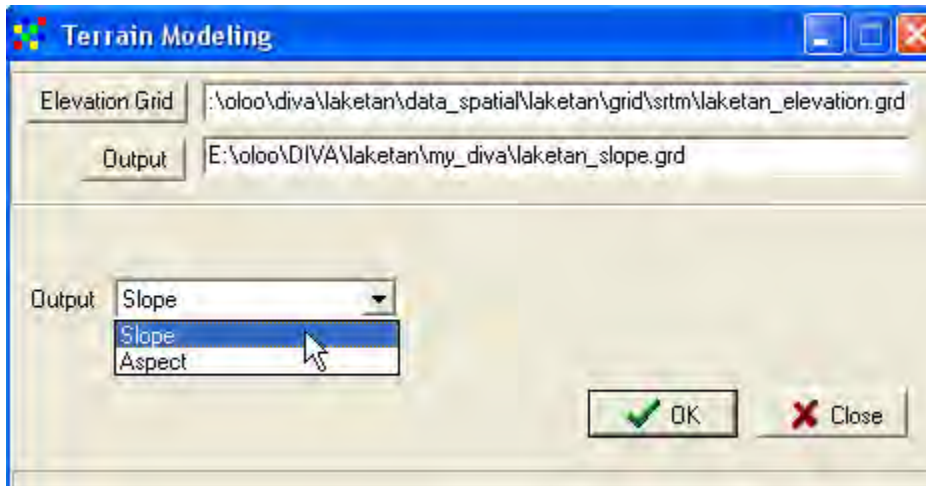 Terrain Modeling
Elevation Grid :\oloo\diva\laketan\data_spatial\laketan\grid\srtm\laketan_elevation.grd
Output E:\oloo\DIVA\laketan\my_diva\laketan_slope.grd
Output Slope
Slope
Aspect
OK Close